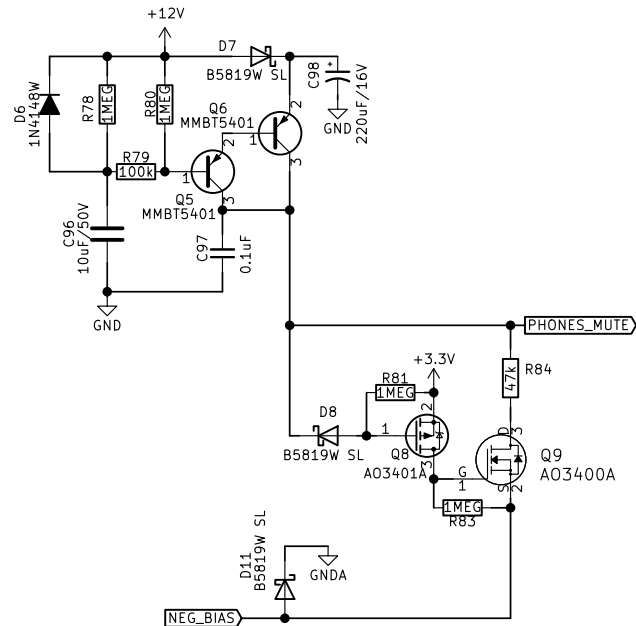 +12V
D7
B5819W SL
C98
220uF/16V
+
GND
D6
1N4148W
R78
1MEG
R80
1MEG
Q6
MMBT5401
2
1
3
R79
100k
2
1
3
Q5
MMBT5401
C96
10uF/50V
C97
0.1uF
GND
PHONES_MUTE
+3.3V
R84
47k
R81
1MEG
D8
B5819W SL
1
2
3
Q8
AO3401A
D
3
G
1
S
2
Q9
AO3400A
1MEG
R83
D11
B5819W SL
GNDA
NEG_BIAS